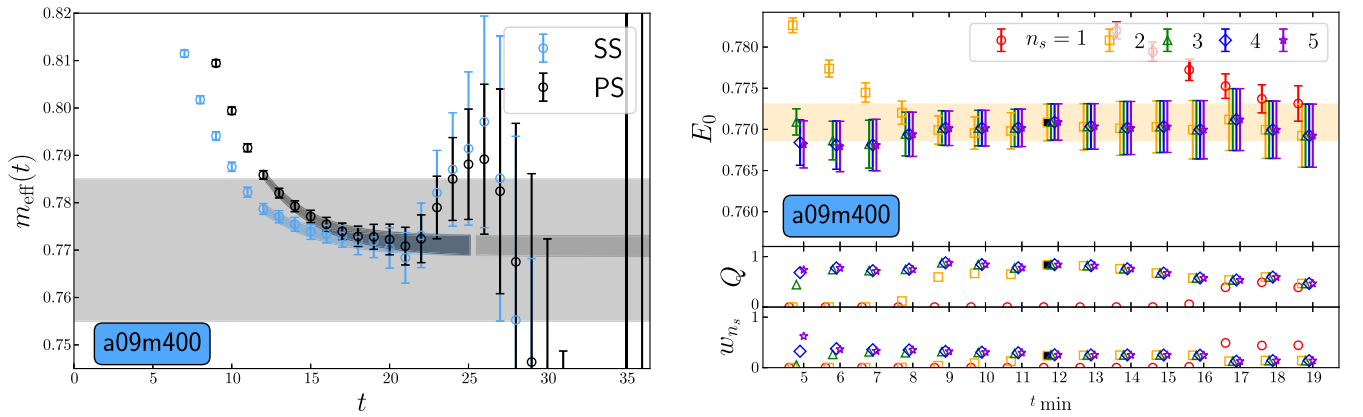 0.82
0.81
0.80
0.79
0.78
0.77
0.76
0.75
m_eff(t)
SS
PS
a09m400
0 5 10 15 20 25 30 35
t
0.780
0.775
0.770
0.765
0.760
E_0
n_s = 1 2 3 4 5
a09m400
1
0
Q
1
0
w_{n_s}
5 6 7 8 9 10 11 12 13 14 15 16 17 18 19
t_min